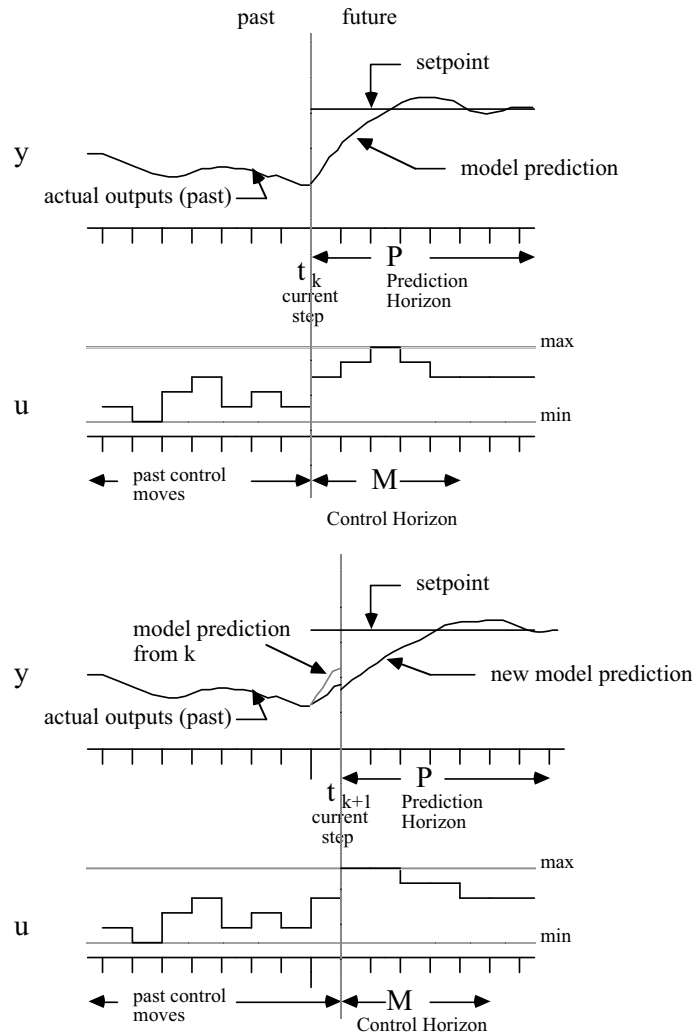 past future
setpoint
y
model prediction
actual outputs (past)
P
t k
current
step
Prediction
Horizon
max
u
min
past control
moves
M
Control Horizon
setpoint
model prediction
from k
y
new model prediction
actual outputs (past)
P
t k+1
current
step
Prediction
Horizon
max
u
min
past control
moves
M
Control Horizon